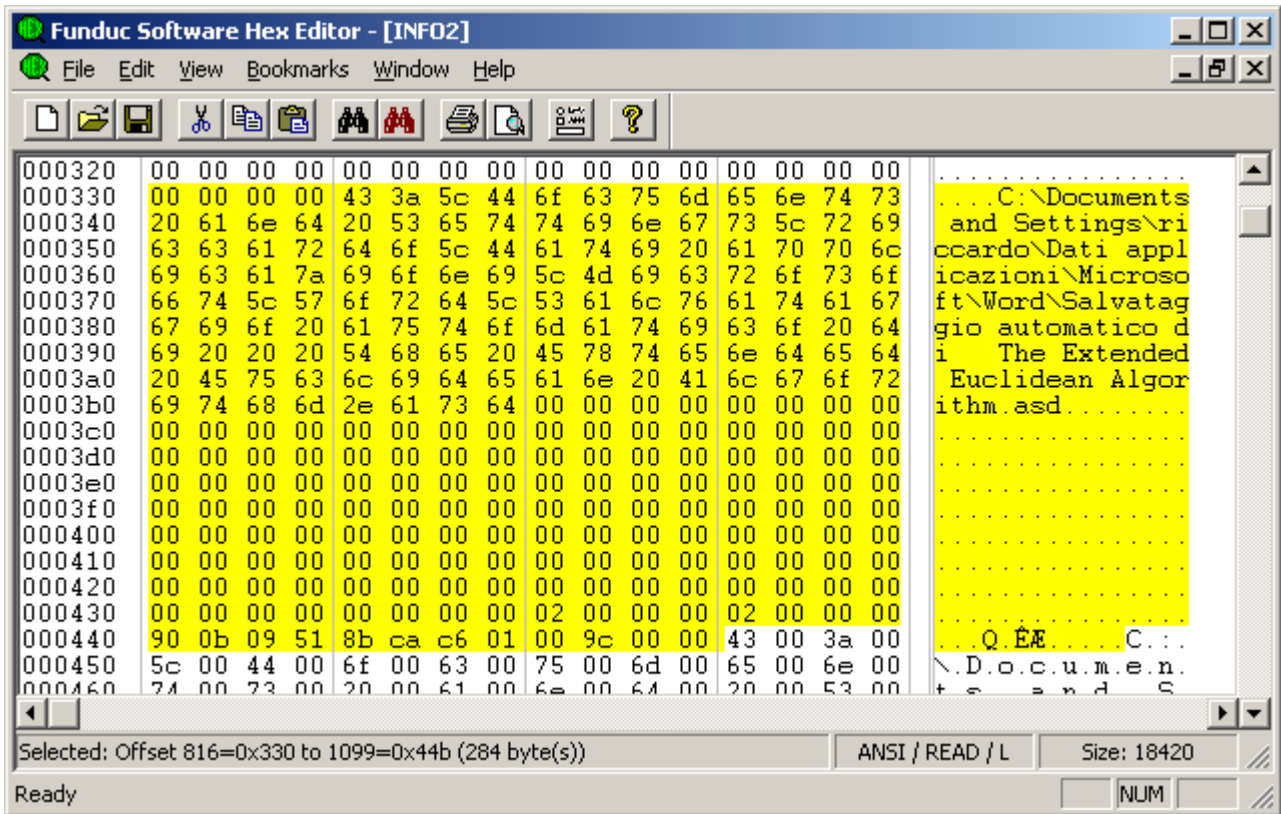 Funduc Software Hex Editor - [INFO2]
File Edit View Bookmarks Window Help
000320 00 00 00 00 00 00 00 00 00 00 00 00 00 00 00 00 ................
000330 00 00 00 00 43 3a 5c 44 6f 63 75 6d 65 6e 74 73 ....C:\Documents
000340 20 61 6e 64 20 53 65 74 74 69 6e 67 73 5c 72 69  and Settings\ri
000350 63 63 61 72 64 6f 5c 44 61 74 69 20 61 70 70 6c ccardo\Dati appl
000360 69 63 61 7a 69 6f 6e 69 5c 4d 69 63 72 6f 73 6f icazioni\Microso
000370 66 74 5c 57 6f 72 64 5c 53 61 6c 76 61 74 61 67 ft\Word\Salvatag
000380 67 69 6f 20 61 75 74 6f 6d 61 74 69 63 6f 20 64 gio automatico d
000390 69 20 20 20 54 68 65 20 45 78 74 65 6e 64 65 64 i   The Extended
0003a0 20 45 75 63 6c 69 64 65 61 6e 20 41 6c 67 6f 72  Euclidean Algor
0003b0 69 74 68 6d 2e 61 73 64 00 00 00 00 00 00 00 00 ithm.asd........
0003c0 00 00 00 00 00 00 00 00 00 00 00 00 00 00 00 00 ................
0003d0 00 00 00 00 00 00 00 00 00 00 00 00 00 00 00 00 ................
0003e0 00 00 00 00 00 00 00 00 00 00 00 00 00 00 00 00 ................
0003f0 00 00 00 00 00 00 00 00 00 00 00 00 00 00 00 00 ................
000400 00 00 00 00 00 00 00 00 00 00 00 00 00 00 00 00 ................
000410 00 00 00 00 00 00 00 00 00 00 00 00 00 00 00 00 ................
000420 00 00 00 00 00 00 00 00 00 00 00 00 00 00 00 00 ................
000430 00 00 00 00 00 00 00 00 02 00 00 00 02 00 00 00 ................
000440 90 0b 09 51 8b ca c6 01 00 9c 00 00 43 00 3a 00 ...Q.ÊÆ.....C.:.
000450 5c 00 44 00 6f 00 63 00 75 00 6d 00 65 00 6e 00 \.D.o.c.u.m.e.n.
000460 74 00 73 00 20 00 61 00 6e 00 64 00 20 00 53 00 t.s. .a.n.d. .S.
Selected: Offset 816=0x330 to 1099=0x44b (284 byte(s)) ANSI / READ / L Size: 18420
Ready NUM